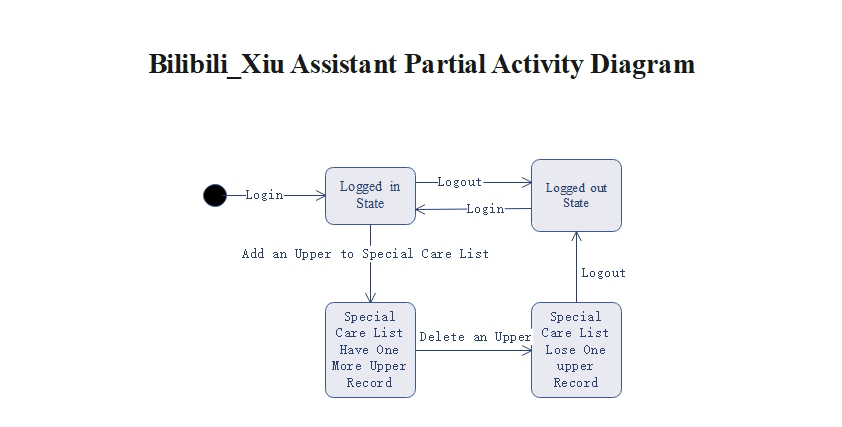 Bilibili_Xiu Assistant Partial Activity Diagram
Login
Logged in
State
Logout
Login
Logged out
State
Add an Upper to Special Care List
Logout
Special
Care List
Have One
More Upper
Record
Delete an Upper
Special
Care List
Lose One
upper
Record